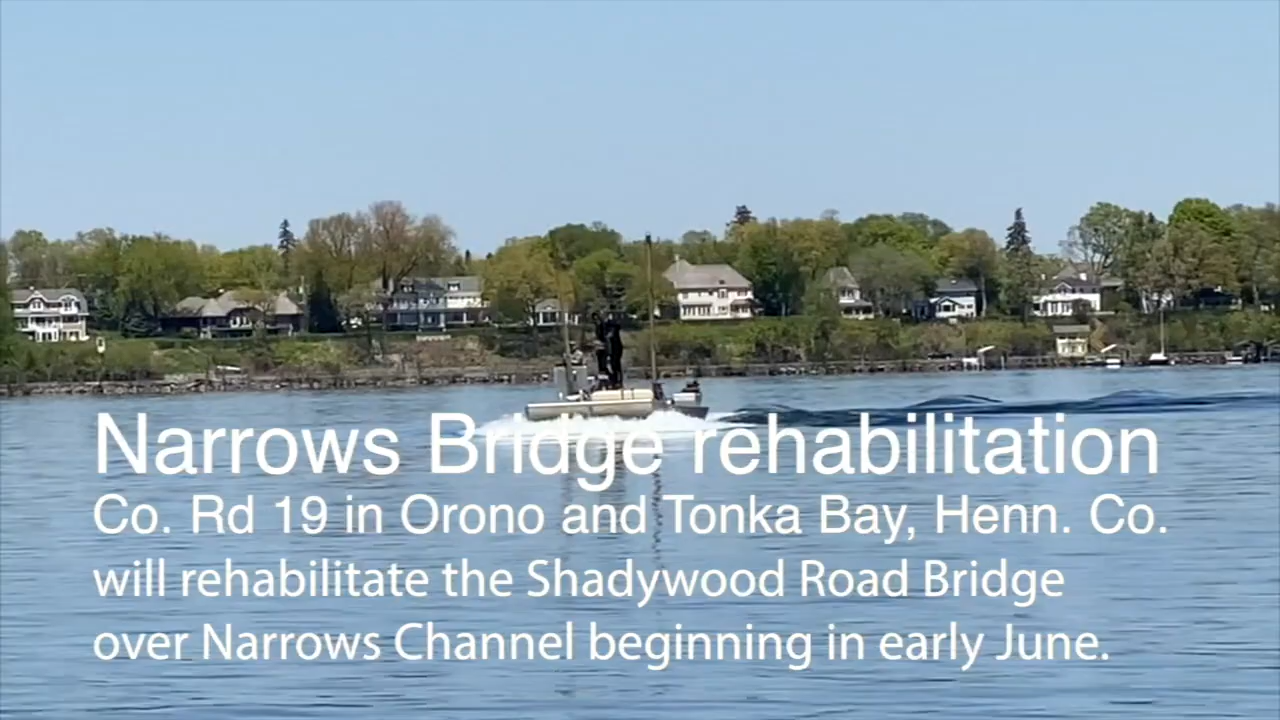 Narrows Bridge rehabilitation
Co. Rd 19 in Orono and Tonka Bay, Henn. Co.
will rehabilitate the Shadywood Road Bridge
over Narrows Channel beginning in early June.